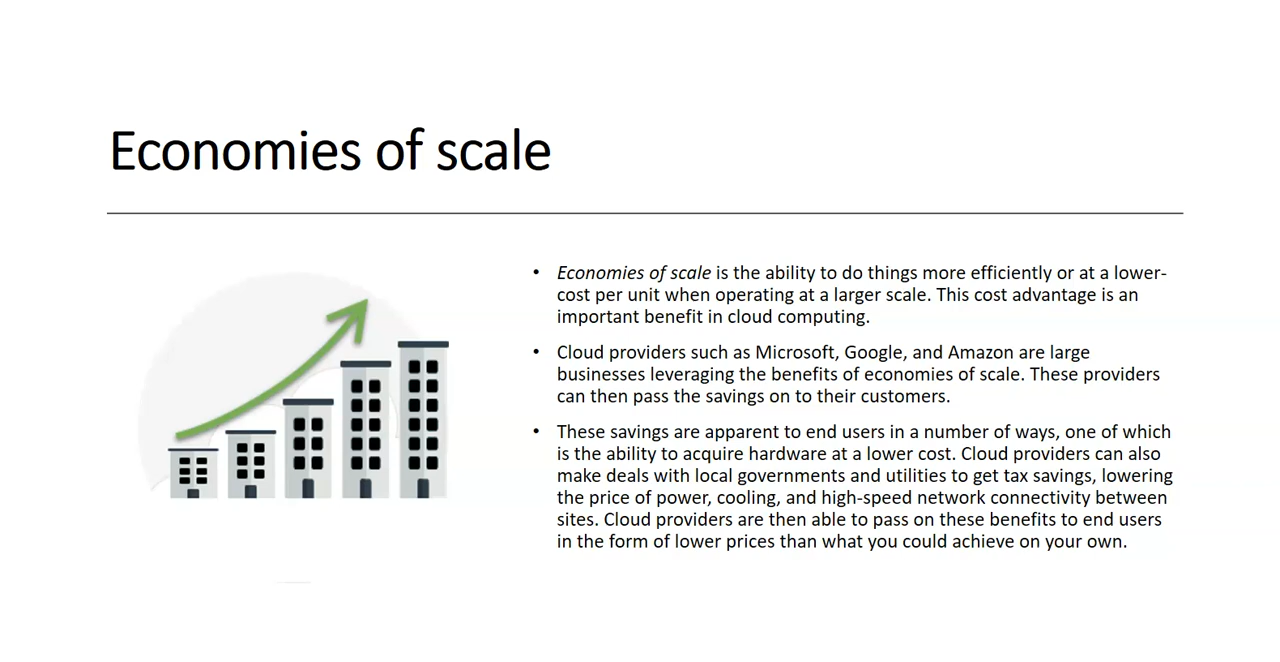 Economies of scale
• Economies of scale is the ability to do things more efficiently or at a lower-
cost per unit when operating at a larger scale. This cost advantage is an
important benefit in cloud computing.
• Cloud providers such as Microsoft, Google, and Amazon are large
businesses leveraging the benefits of economies of scale. These providers
can then pass the savings on to their customers.
• These savings are apparent to end users in a number of ways, one of which
is the ability to acquire hardware at a lower cost. Cloud providers can also
make deals with local governments and utilities to get tax savings, lowering
the price of power, cooling, and high-speed network connectivity between
sites. Cloud providers are then able to pass on these benefits to end users
in the form of lower prices than what you could achieve on your own.